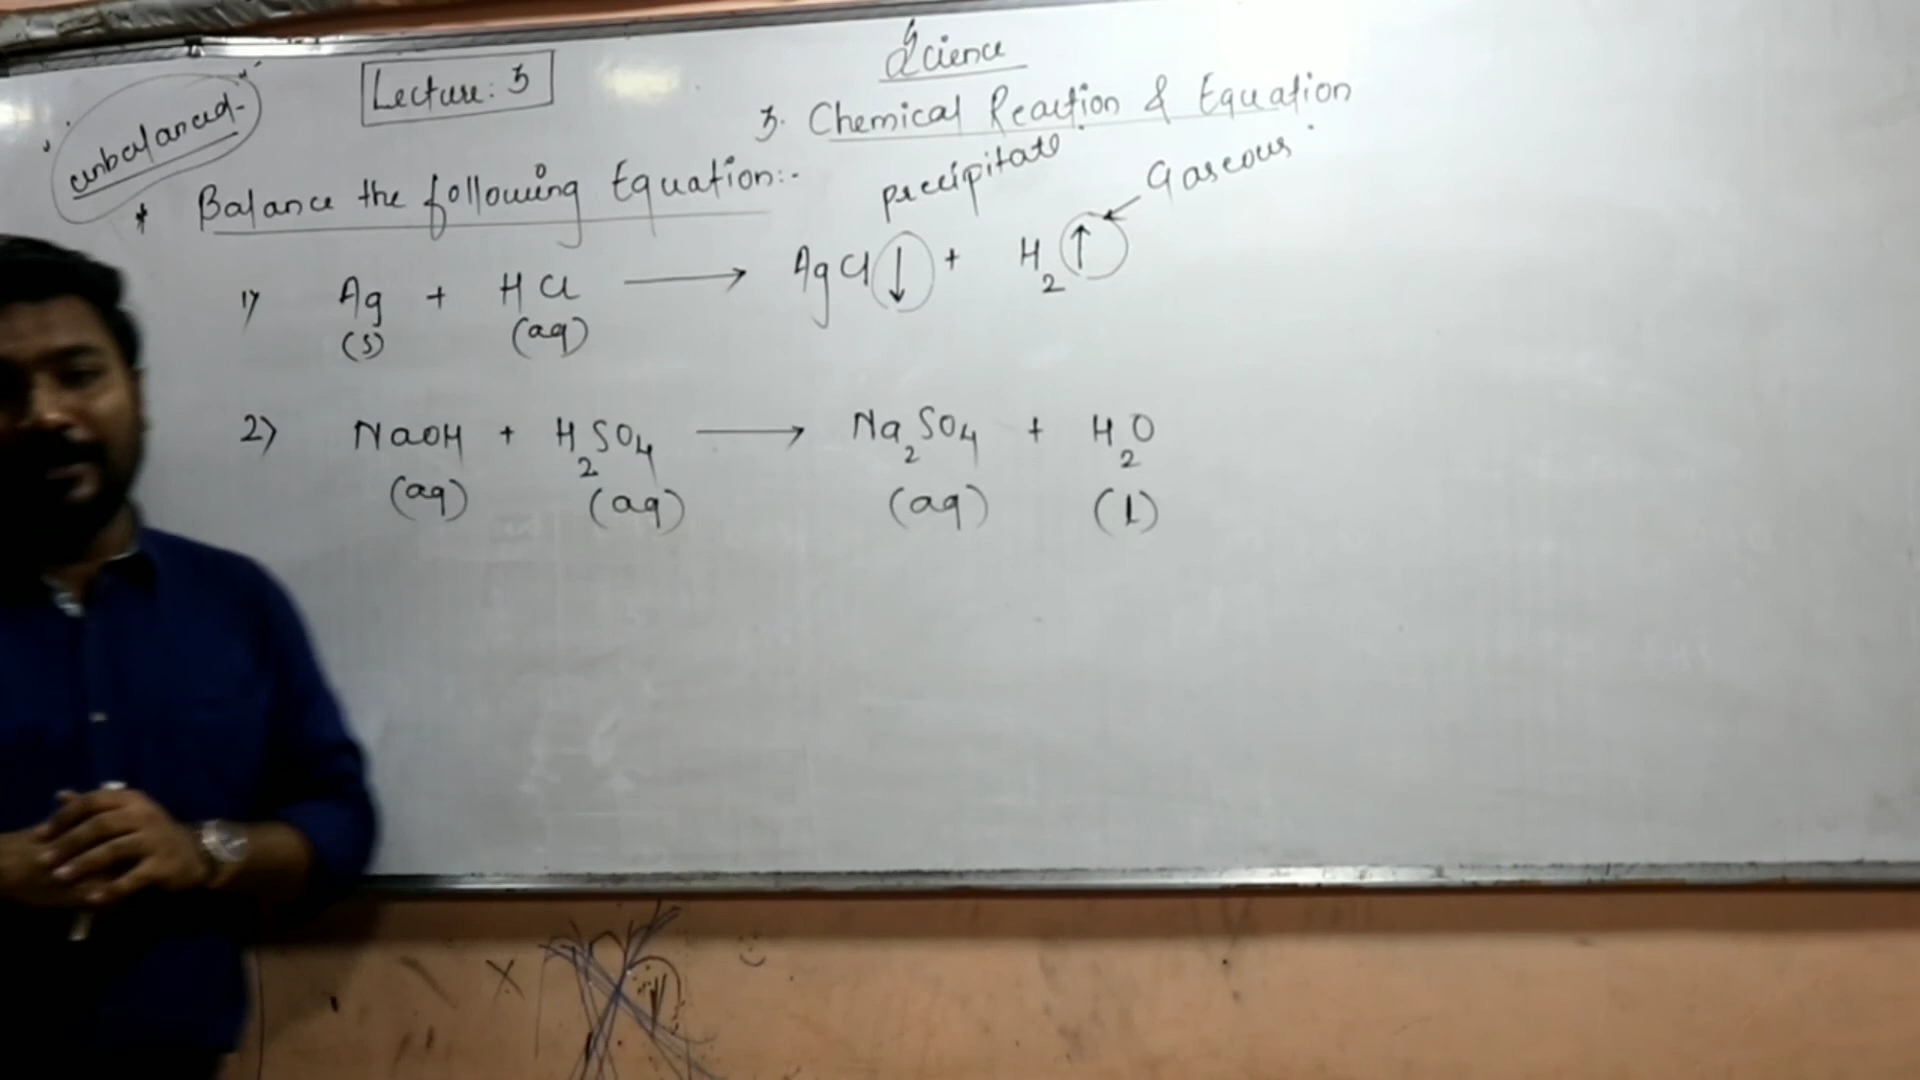 Science
Lecture: 3
3. Chemical Reaction & Equation
unbalanced
* Balance the following Equation:-
precipitate
Gaseous
1) Ag + HCl ⟶ AgCl↓ + H2↑
(s) (aq)
2) NaOH + H2SO4 ⟶ Na2SO4 + H2O
(aq) (aq) (aq) (l)